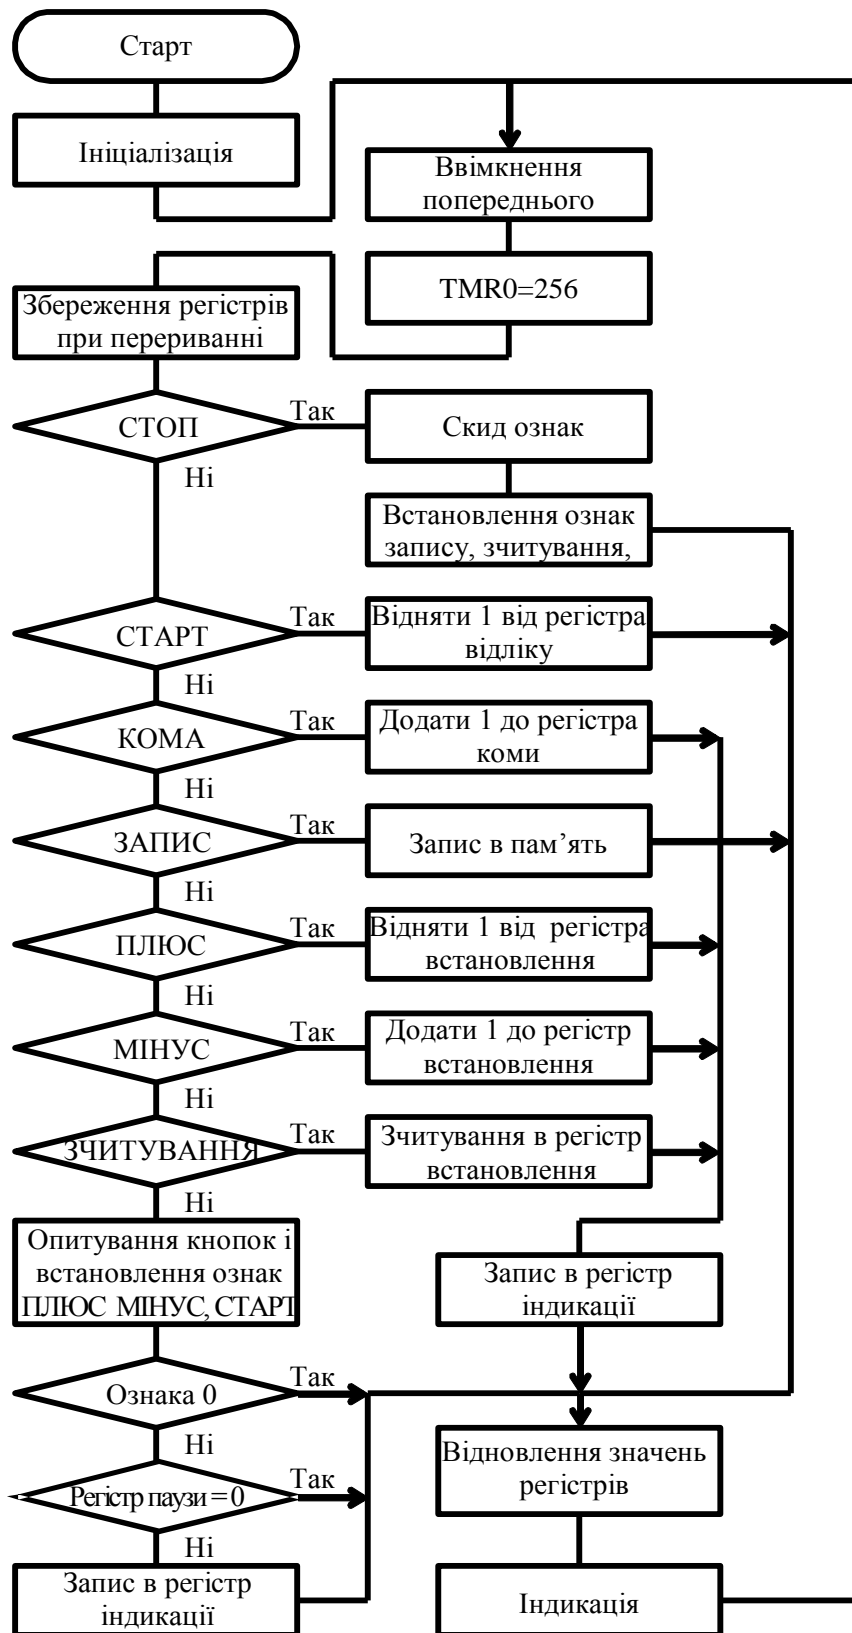 Старт
Ініціалізація
Ввімкнення
попереднього
TMR0=256
Збереження регістрів
при перериванні
СТОП
Так
Скид ознак
Ні
Встановлення ознак
запису, зчитування,
СТАРТ
Так
Відняти 1 від регістра
відліку
Ні
КОМА
Так
Додати 1 до регістра
коми
Ні
ЗАПИС
Так
Запис в пам’ять
Ні
ПЛЮС
Так
Відняти 1 від регістра
встановлення
Ні
МІНУС
Так
Додати 1 до регістр
встановлення
Ні
ЗЧИТУВАННЯ
Так
Зчитування в регістр
встановлення
Ні
Опитування кнопок і
встановлення ознак
ПЛЮС МІНУС, СТАРТ
Запис в регістр
індикації
Ознака 0
Так
Ні
Відновлення значень
регістрів
Регістр паузи = 0
Так
Ні
Запис в регістр
індикації
Індикація